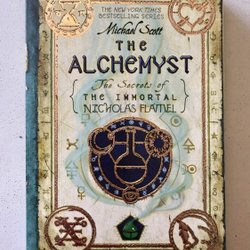 THE NEW YORK TIMES
BESTSELLING SERIES
Michael Scott
THE
ALCHEMYST
The Secrets of
THE IMMORTAL
NICHOLAS FLAMEL